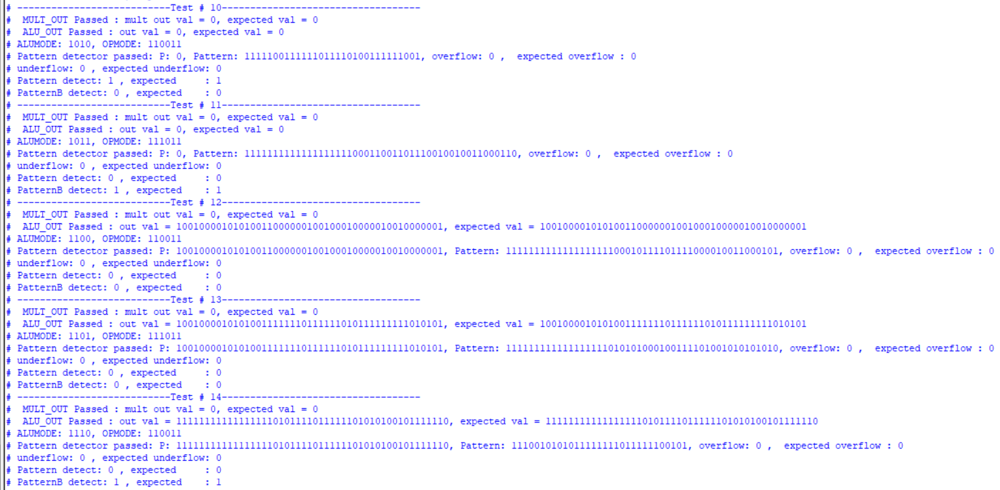 # ---------------------------Test # 10-----------------------------------
#  MULT_OUT Passed : mult out val = 0, expected val = 0
#  ALU_OUT Passed : out val = 0, expected val = 0
# ALUMODE: 1010, OPMODE: 110011
# Pattern detector passed: P: 0, Pattern: 1111100111111011110100111111001, overflow: 0 ,  expected overflow : 0
# underflow: 0 , expected underflow: 0
# Pattern detect: 1 , expected    : 1
# PatternB detect: 0 , expected    : 0
# ---------------------------Test # 11-----------------------------------
#  MULT_OUT Passed : mult out val = 0, expected val = 0
#  ALU_OUT Passed : out val = 0, expected val = 0
# ALUMODE: 1011, OPMODE: 111011
# Pattern detector passed: P: 0, Pattern: 111111111111111111100011001101110010010011000110, overflow: 0 ,  expected overflow : 0
# underflow: 0 , expected underflow: 0
# Pattern detect: 0 , expected    : 0
# PatternB detect: 1 , expected    : 1
# ---------------------------Test # 12-----------------------------------
#  MULT_OUT Passed : mult out val = 0, expected val = 0
#  ALU_OUT Passed : out val = 10010000101010011000000100100010000010010000001, expected val = 10010000101010011000000100100010000010010000001
# ALUMODE: 1100, OPMODE: 110011
# Pattern detector passed: P: 10010000101010011000000100100010000010010000001, Pattern: 111111111111111111100010111101111000010011000101, overflow: 0 ,  expected overflow : 0
# underflow: 0 , expected underflow: 0
# Pattern detect: 0 , expected    : 0
# PatternB detect: 0 , expected    : 0
# ---------------------------Test # 13-----------------------------------
#  MULT_OUT Passed : mult out val = 0, expected val = 0
#  ALU_OUT Passed : out val = 10010000101010011111110111111010111111111010101, expected val = 10010000101010011111110111111010111111111010101
# ALUMODE: 1101, OPMODE: 111011
# Pattern detector passed: P: 10010000101010011111110111111010111111111010101, Pattern: 111111111111111111010101000100111101001010101010, overflow: 0 ,  expected overflow : 0
# underflow: 0 , expected underflow: 0
# Pattern detect: 0 , expected    : 0
# PatternB detect: 0 , expected    : 0
# ---------------------------Test # 14-----------------------------------
#  MULT_OUT Passed : mult out val = 0, expected val = 0
#  ALU_OUT Passed : out val = 111111111111111110101111011111101010100101111110, expected val = 111111111111111110101111011111101010100101111110
# ALUMODE: 1110, OPMODE: 110011
# Pattern detector passed: P: 111111111111111110101111011111101010100101111110, Pattern: 1110010101011111111011111100101, overflow: 0 ,  expected overflow : 0
# underflow: 0 , expected underflow: 0
# Pattern detect: 0 , expected    : 0
# PatternB detect: 1 , expected    : 1